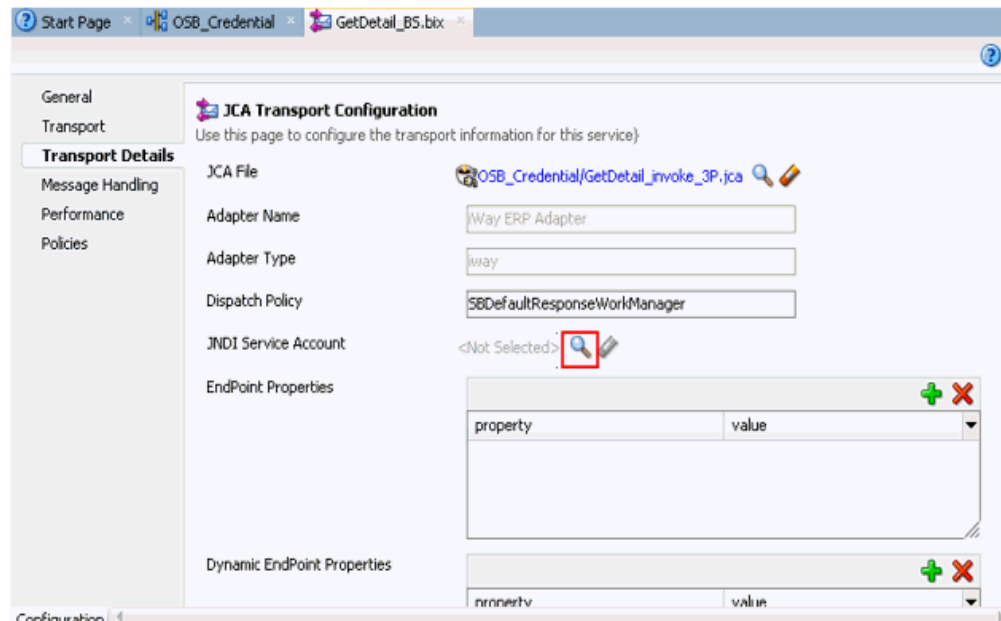 Start Page OSB_Credential GetDetail_BS.bix
General
Transport
Transport Details
Message Handling
Performance
Policies
JCA Transport Configuration
Use this page to configure the transport information for this service}
JCA File OSB_Credential/GetDetail_invoke_3P.jca
Adapter Name iWay ERP Adapter
Adapter Type iway
Dispatch Policy SBDefaultResponseWorkManager
JNDI Service Account <Not Selected>
EndPoint Properties
property value
Dynamic EndPoint Properties
property value
Configuration